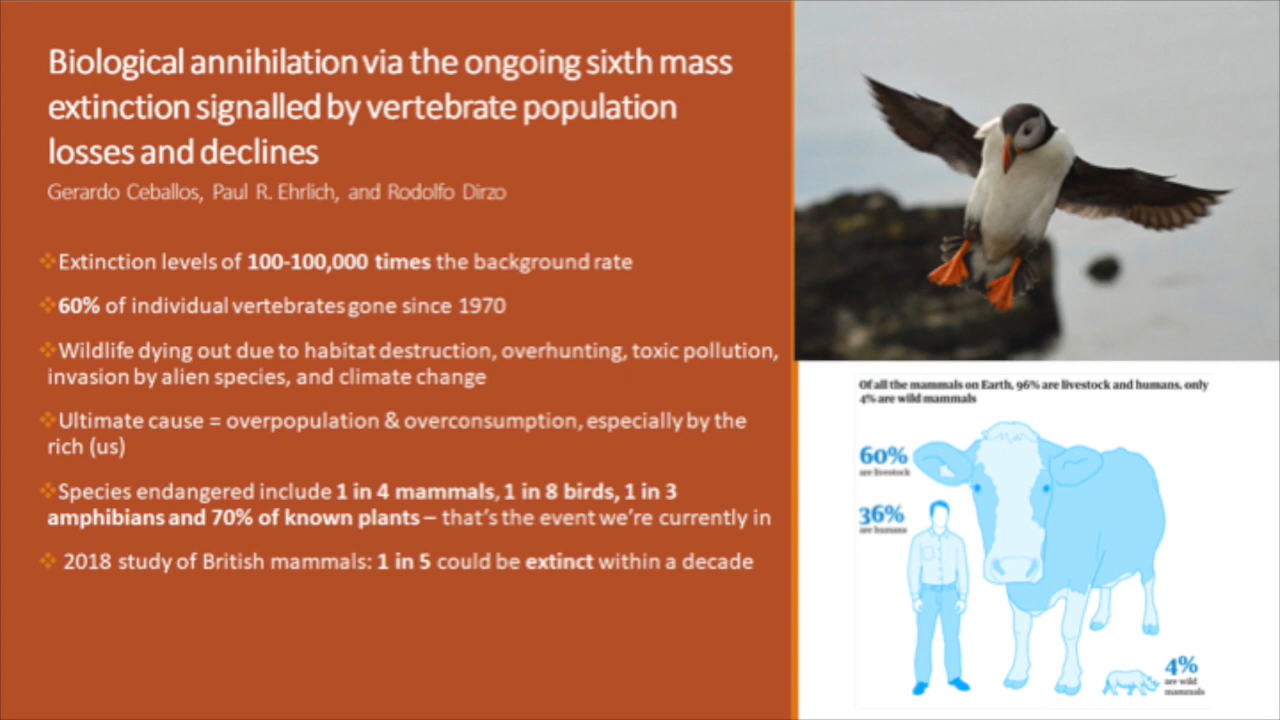 Biological annihilation via the ongoing sixth mass
extinction signalled by vertebrate population
losses and declines
Gerardo Ceballos, Paul R. Ehrlich, and Rodolfo Dirzo
Extinction levels of 100-100,000 times the background rate
60% of individual vertebrates gone since 1970
Wildlife dying out due to habitat destruction, overhunting, toxic pollution,
invasion by alien species, and climate change
Ultimate cause = overpopulation & overconsumption, especially by the
rich (us)
Species endangered include 1 in 4 mammals, 1 in 8 birds, 1 in 3
amphibians and 70% of known plants – that's the event we're currently in
2018 study of British mammals: 1 in 5 could be extinct within a decade
Of all the mammals on Earth, 96% are livestock and humans, only
4% are wild mammals
60%
are livestock
36%
are humans
4%
are wild
mammals